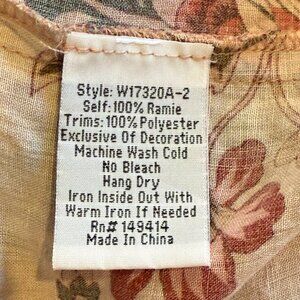 Style: W17320A-2
Self: 100% Ramie
Trims: 100% Polyester
Exclusive Of Decoration
Machine Wash Cold
No Bleach
Hang Dry
Iron Inside Out With
Warm Iron If Needed
Rn# 149414
Made In China